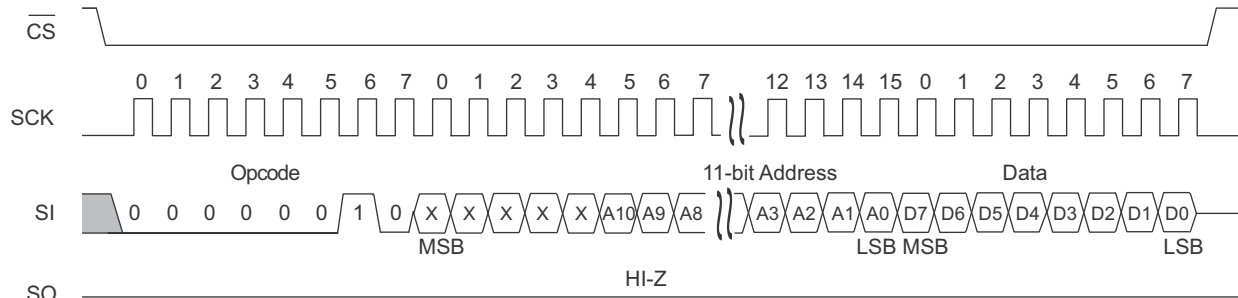 CS
0 1 2 3 4 5 6 7 0 1 2 3 4 5 6 7 12 13 14 15 0 1 2 3 4 5 6 7
SCK
Opcode 11-bit Address Data
SI 0 0 0 0 0 0 1 0 X X X X X A10 A9 A8 A3 A2 A1 A0 D7 D6 D5 D4 D3 D2 D1 D0
MSB LSB MSB LSB
HI-Z
SO